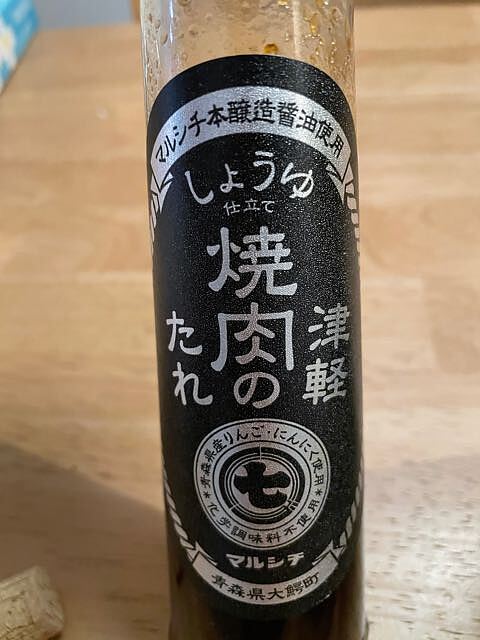 マルシチ本醸造醤油使用
しょうゆ
仕立て
津軽
焼肉の
たれ
青森県産りんご・にんにく使用
七
＊化学調味料不使用＊
マルシチ
青森県大鰐町